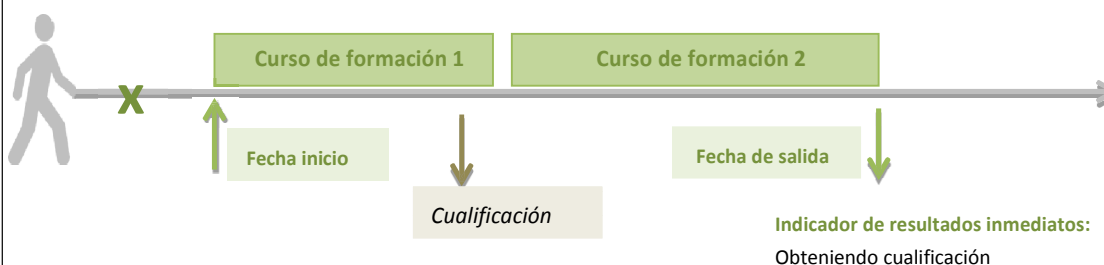 Curso de formación 1
Curso de formación 2
X
Fecha inicio
Fecha de salida
Cualificación
Indicador de resultados inmediatos:
Obteniendo cualificación